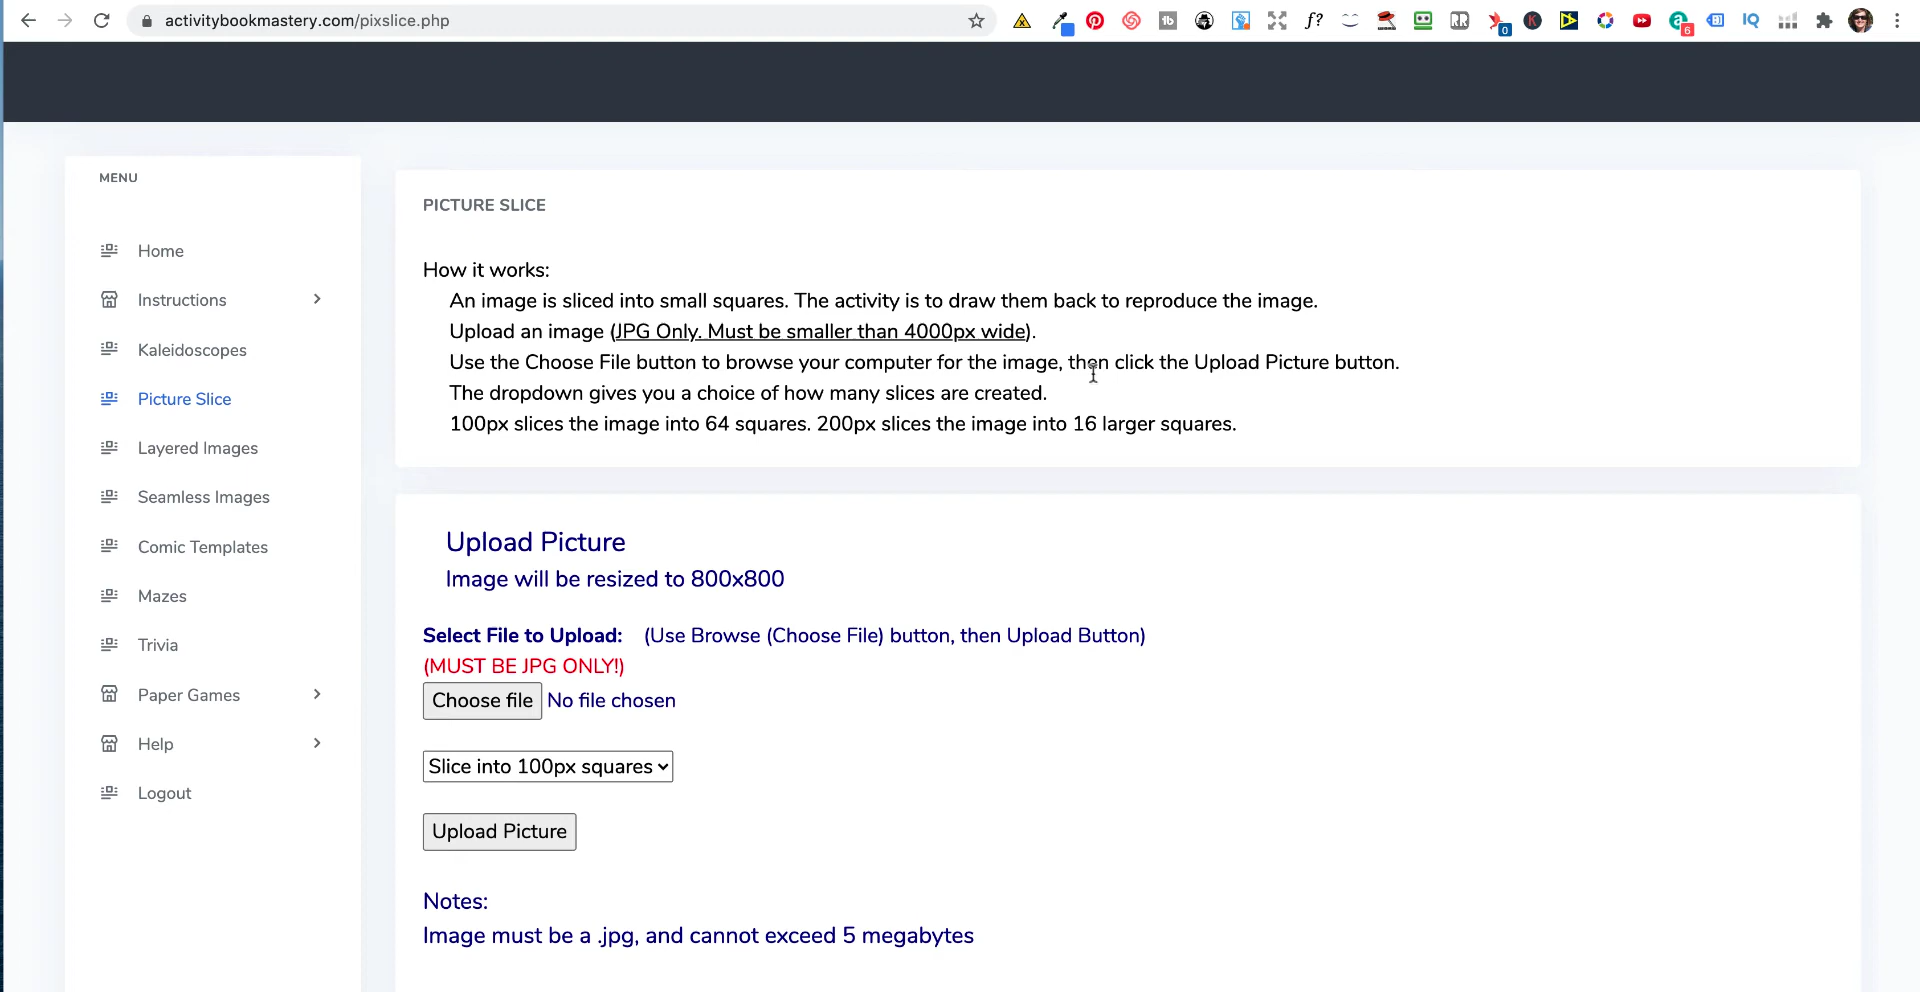 activitybookmastery.com/pixslice.php
MENU
Home
Instructions
Kaleidoscopes
Picture Slice
Layered Images
Seamless Images
Comic Templates
Mazes
Trivia
Paper Games
Help
Logout
PICTURE SLICE
How it works:
An image is sliced into small squares. The activity is to draw them back to reproduce the image.
Upload an image (JPG Only. Must be smaller than 4000px wide).
Use the Choose File button to browse your computer for the image, then click the Upload Picture button.
The dropdown gives you a choice of how many slices are created.
100px slices the image into 64 squares. 200px slices the image into 16 larger squares.
Upload Picture
Image will be resized to 800x800
Select File to Upload: (Use Browse (Choose File) button, then Upload Button)
(MUST BE JPG ONLY!)
Choose file No file chosen
Slice into 100px squares
Upload Picture
Notes:
Image must be a .jpg, and cannot exceed 5 megabytes